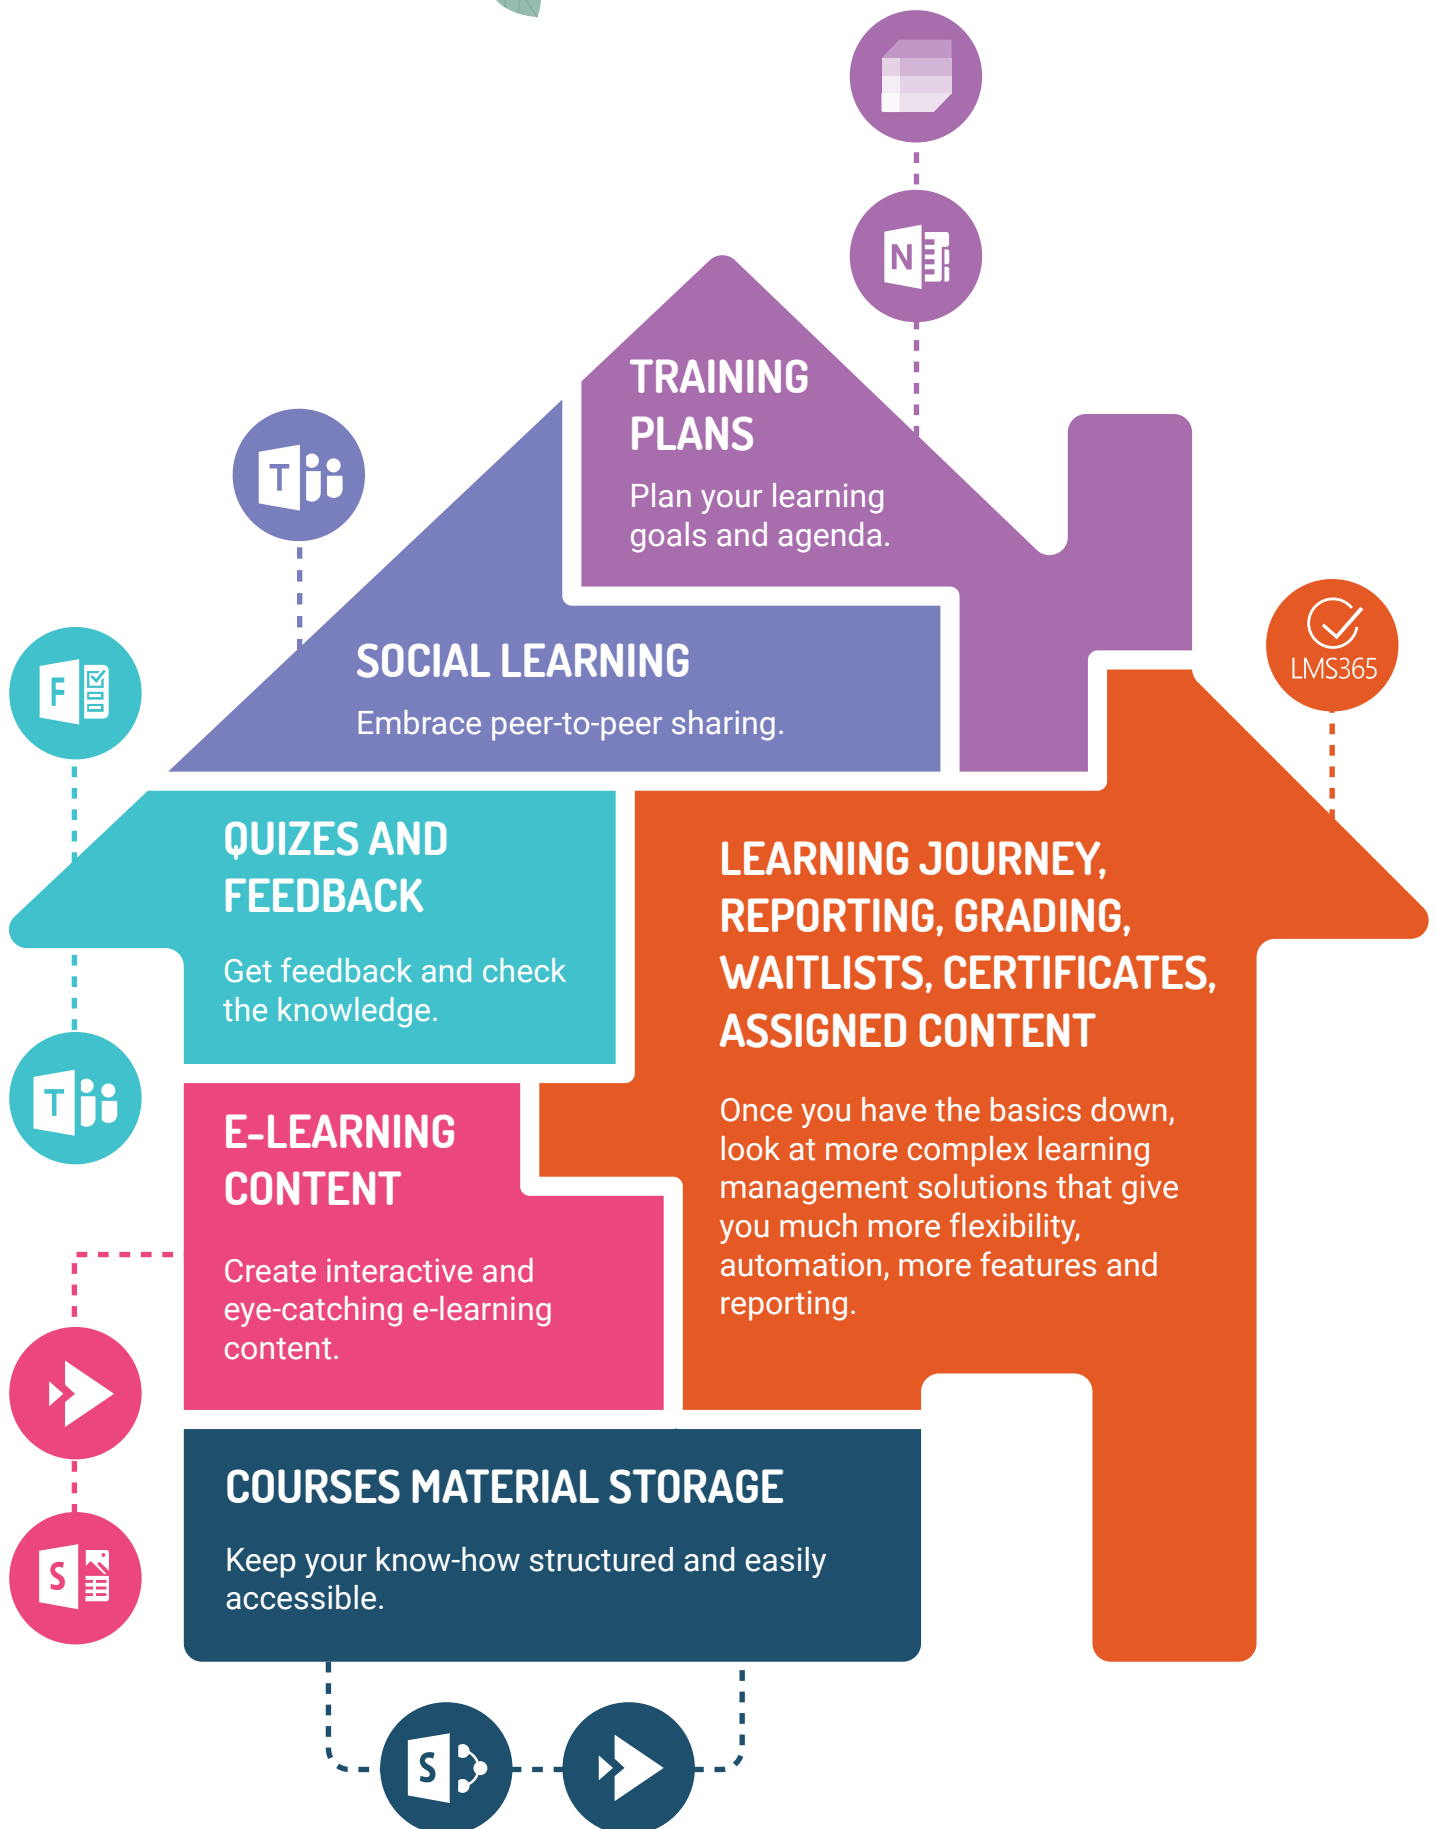 N
TRAINING
PLANS
Plan your learning
goals and agenda.
T
SOCIAL LEARNING
Embrace peer-to-peer sharing.
LMS365
F
QUIZES AND
FEEDBACK
Get feedback and check
the knowledge.
T
LEARNING JOURNEY,
REPORTING, GRADING,
WAITLISTS, CERTIFICATES,
ASSIGNED CONTENT
Once you have the basics down,
look at more complex learning
management solutions that give
you much more flexibility,
automation, more features and
reporting.
E-LEARNING
CONTENT
Create interactive and
eye-catching e-learning
content.
S
COURSES MATERIAL STORAGE
Keep your know-how structured and easily
accessible.
S